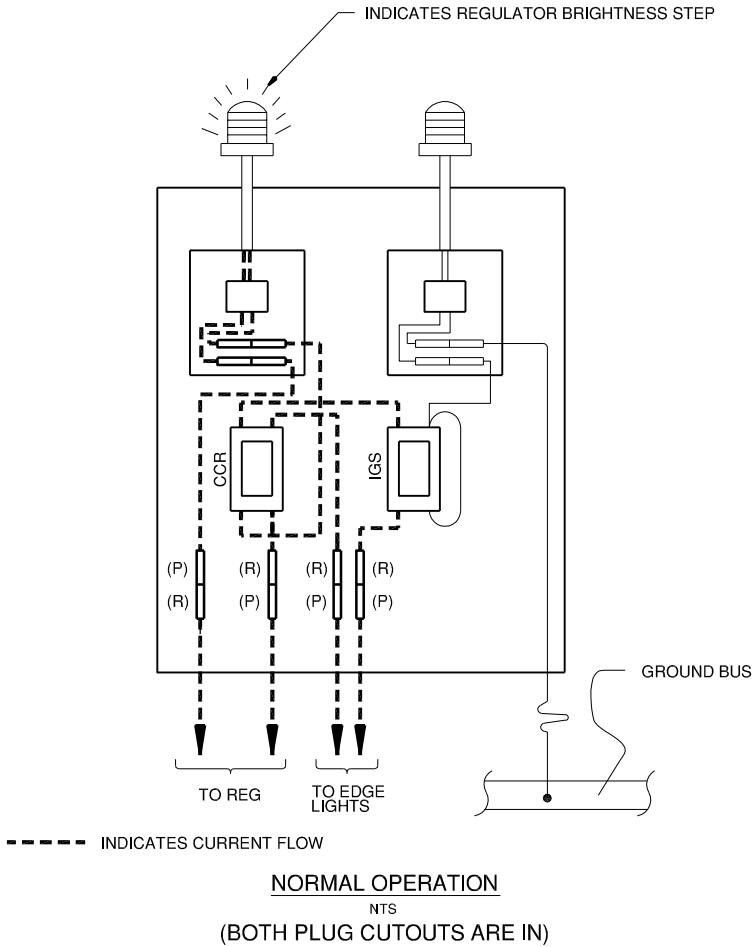 INDICATES REGULATOR BRIGHTNESS STEP
CCR
IGS
(P) (R) (R) (R)
(R) (P) (P) (P)
GROUND BUS
TO REG
TO EDGE
LIGHTS
INDICATES CURRENT FLOW
NORMAL OPERATION
NTS
(BOTH PLUG CUTOUTS ARE IN)